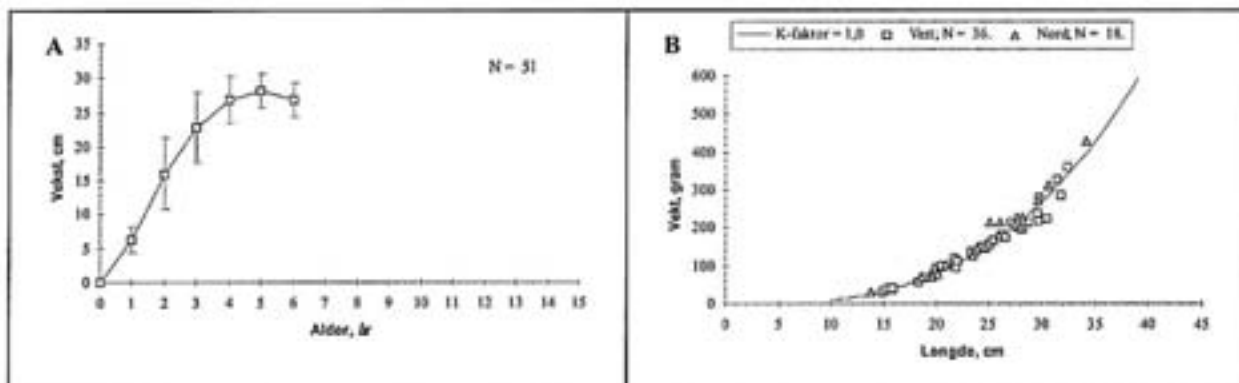 A
N = 51
Vekst, cm
35
30
25
20
15
10
5
0
0 1 2 3 4 5 6 7 8 9 10 11 12 13 14 15
Alder, år
B
K-faktor = 1,0 Vest, N = 36. Nord, N = 18.
Vekt, gram
600
500
400
300
200
100
0
0 5 10 15 20 25 30 35 40 45
Lengde, cm